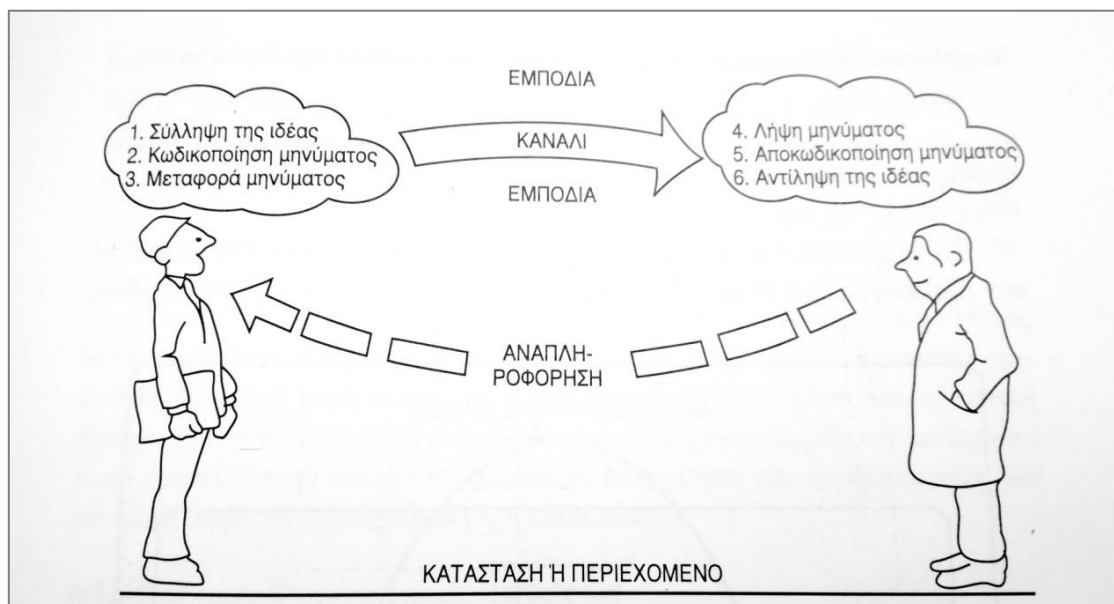 ΕΜΠΟΔΙΑ
1. Σύλληψη της ιδέας
2. Κωδικοποίηση μηνύματος
3. Μεταφορά μηνύματος
ΚΑΝΑΛΙ
ΕΜΠΟΔΙΑ
4. Λήψη μηνύματος
5. Αποκωδικοποίηση μηνύματος
6. Αντίληψη της ιδέας
ΑΝΑΠΛΗ-
ΡΟΦΟΡΗΣΗ
ΚΑΤΑΣΤΑΣΗ Ή ΠΕΡΙΕΧΟΜΕΝΟ